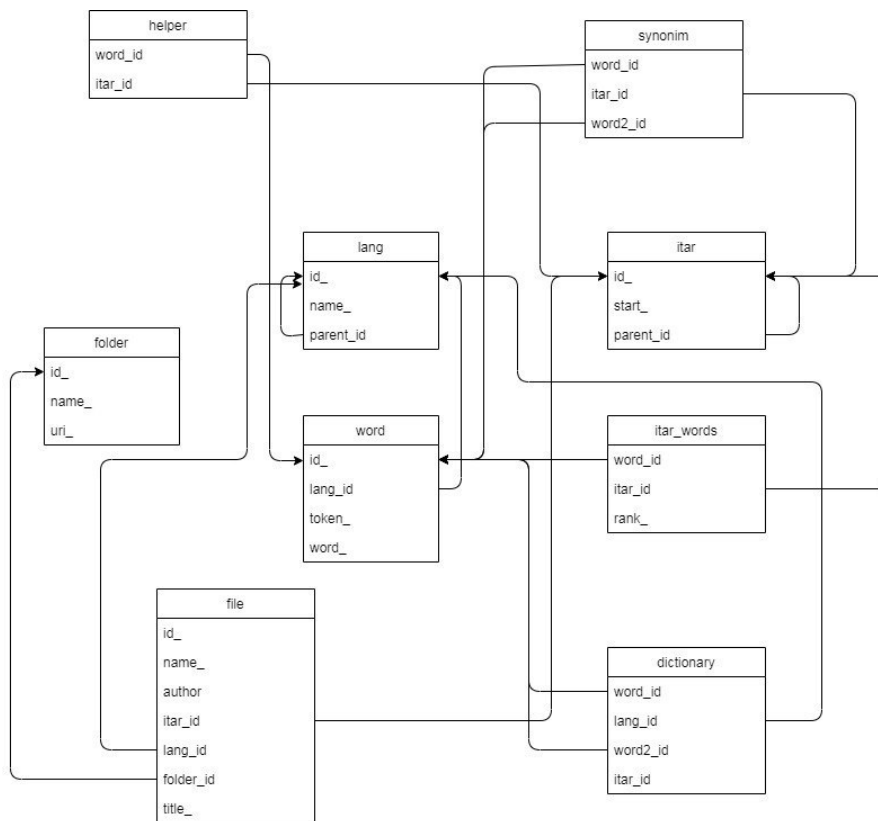 helper
word_id
itar_id
synonim
word_id
itar_id
word2_id
lang
id_
name_
parent_id
itar
id_
start_
parent_id
folder
id_
name_
uri_
word
id_
lang_id
token_
word_
itar_words
word_id
itar_id
rank_
file
id_
name_
author
itar_id
lang_id
folder_id
title_
dictionary
word_id
lang_id
word2_id
itar_id